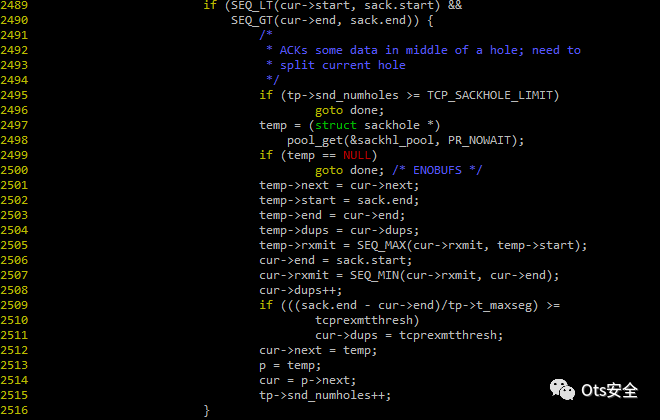 2489 if (SEQ_LT(cur->start, sack.start) &&
2490 SEQ_GT(cur->end, sack.end)) {
2491 /*
2492 * ACKs some data in middle of a hole; need to
2493 * split current hole
2494 */
2495 if (tp->snd_numholes >= TCP_SACKHOLE_LIMIT)
2496 goto done;
2497 temp = (struct sackhole *)
2498 pool_get(&sackhl_pool, PR_NOWAIT);
2499 if (temp == NULL)
2500 goto done; /* ENOBUFS */
2501 temp->next = cur->next;
2502 temp->start = sack.end;
2503 temp->end = cur->end;
2504 temp->dups = cur->dups;
2505 temp->rxmit = SEQ_MAX(cur->rxmit, temp->start);
2506 cur->end = sack.start;
2507 cur->rxmit = SEQ_MIN(cur->rxmit, cur->end);
2508 cur->dups++;
2509 if (((sack.end - cur->end)/tp->t_maxseg) >=
2510 tcprexmtthresh)
2511 cur->dups = tcprexmtthresh;
2512 cur->next = temp;
2513 p = temp;
2514 cur = p->next;
2515 tp->snd_numholes++;
2516 }
Ots安全